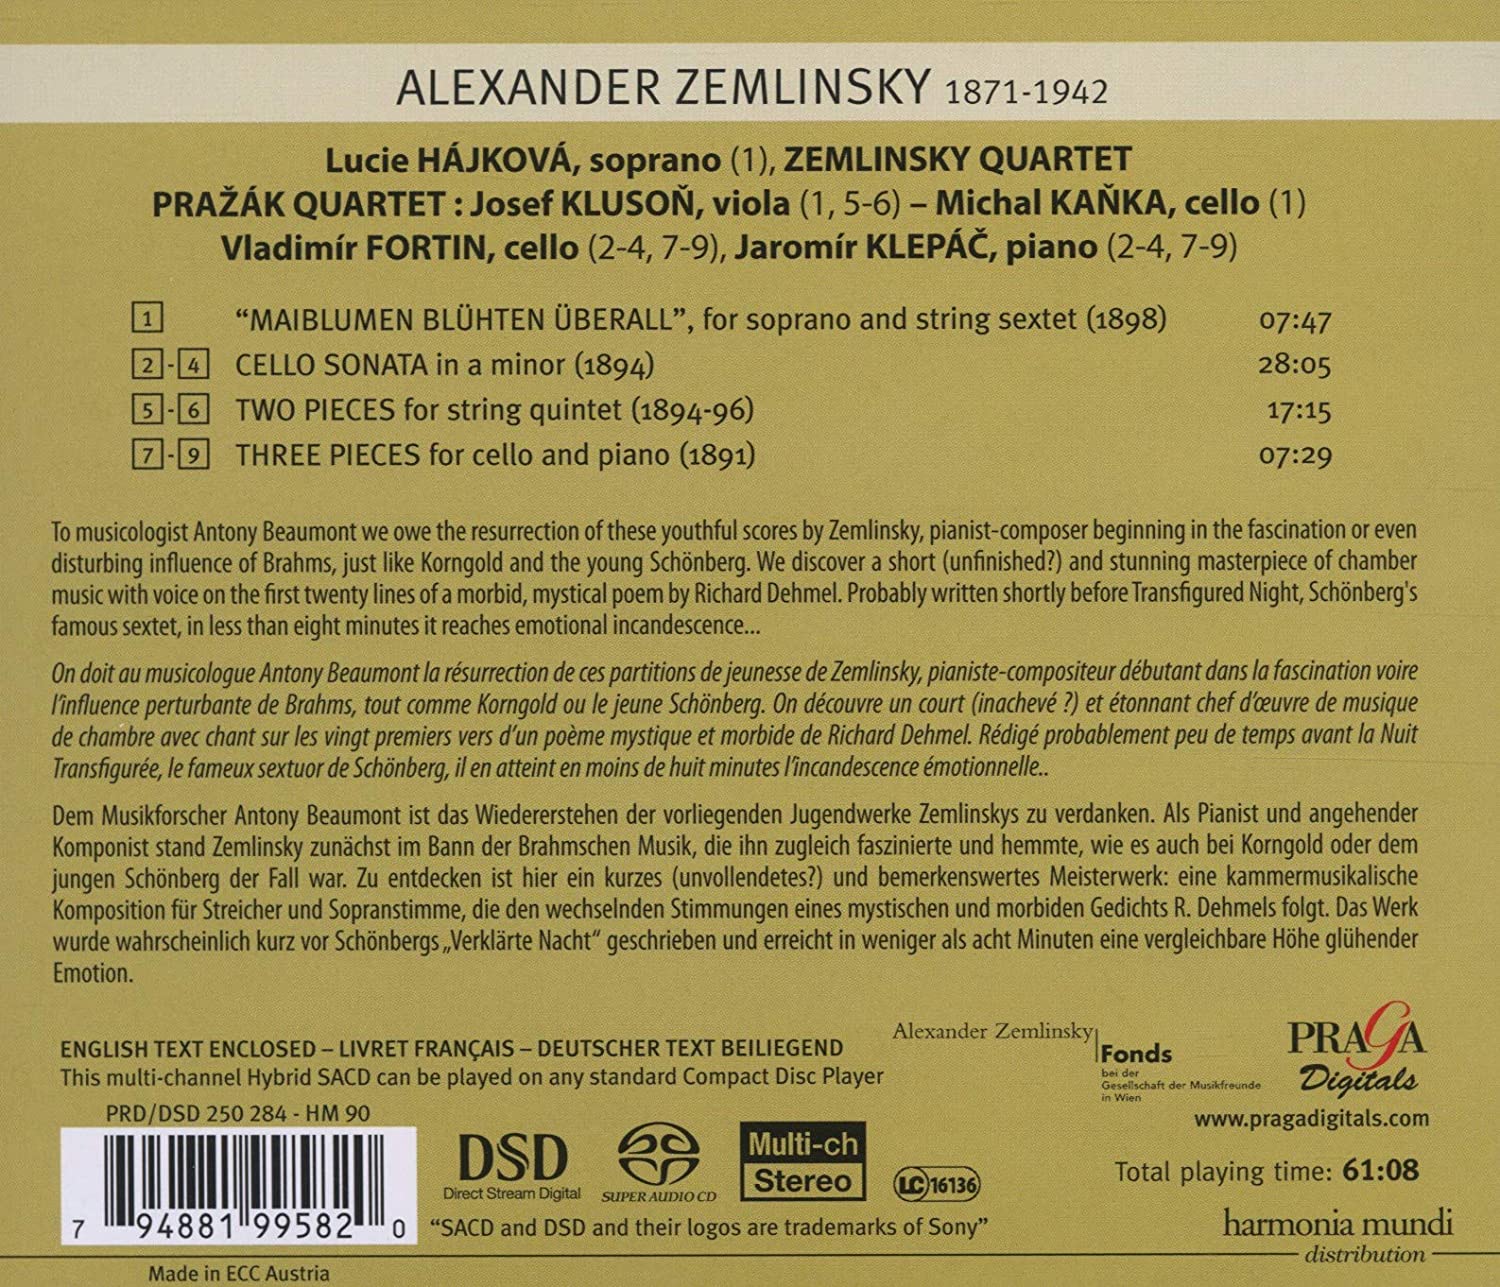 ALEXANDER ZEMLINSKY 1871-1942
Lucie HÁJKOVÁ, soprano (1), ZEMLINSKY QUARTET
PRAŽÁK QUARTET : Josef KLUSOŇ, viola (1, 5-6) – Michal KAŇKA, cello (1)
Vladimír FORTIN, cello (2-4, 7-9), Jaromír KLEPÁČ, piano (2-4, 7-9)
1 “MAIBLUMEN BLÜHTEN ÜBERALL”, for soprano and string sextet (1898) 07:47
2-4 CELLO SONATA in a minor (1894) 28:05
5-6 TWO PIECES for string quintet (1894-96) 17:15
7-9 THREE PIECES for cello and piano (1891) 07:29
To musicologist Antony Beaumont we owe the resurrection of these youthful scores by Zemlinsky, pianist-composer beginning in the fascination or even
disturbing influence of Brahms, just like Korngold and the young Schönberg. We discover a short (unfinished?) and stunning masterpiece of chamber
music with voice on the first twenty lines of a morbid, mystical poem by Richard Dehmel. Probably written shortly before Transfigured Night, Schönberg's
famous sextet, in less than eight minutes it reaches emotional incandescence...
On doit au musicologue Antony Beaumont la résurrection de ces partitions de jeunesse de Zemlinsky, pianiste-compositeur débutant dans la fascination voire
l’influence perturbante de Brahms, tout comme Korngold ou le jeune Schönberg. On découvre un court (inachevé ?) et étonnant chef d’œuvre de musique
de chambre avec chant sur les vingt premiers vers d’un poème mystique et morbide de Richard Dehmel. Rédigé probablement peu de temps avant la Nuit
Transfigurée, le fameux sextuor de Schönberg, il en atteint en moins de huit minutes l’incandescence émotionnelle..
Dem Musikforscher Antony Beaumont ist das Wiedererstehen der vorliegenden Jugendwerke Zemlinskys zu verdanken. Als Pianist und angehender
Komponist stand Zemlinsky zunächst im Bann der Brahmschen Musik, die ihn zugleich faszinierte und hemmte, wie es auch bei Korngold oder dem
jungen Schönberg der Fall war. Zu entdecken ist hier ein kurzes (unvollendetes?) und bemerkenswertes Meisterwerk: eine kammermusikalische
Komposition für Streicher und Sopranstimme, die den wechselnden Stimmungen eines mystischen und morbiden Gedichts R. Dehmels folgt. Das Werk
wurde wahrscheinlich kurz vor Schönbergs „Verklärte Nacht“ geschrieben und erreicht in weniger als acht Minuten eine vergleichbare Höhe glühender
Emotion.
ENGLISH TEXT ENCLOSED – LIVRET FRANÇAIS – DEUTSCHER TEXT BEILIEGEND
This multi-channel Hybrid SACD can be played on any standard Compact Disc Player
Alexander Zemlinsky
Fonds
bei der
Gesellschaft der Musikfreunde
in Wien
PRAGA
Digitals
www.pragadigitals.com
PRD/DSD 250 284 - HM 90
7 94881 99582 0
DSD
Direct Stream Digital
SUPER AUDIO CD
Multi-ch
Stereo
LC 16136
Total playing time: 61:08
“SACD and DSD and their logos are trademarks of Sony”
harmonia mundi
distribution
Made in ECC Austria